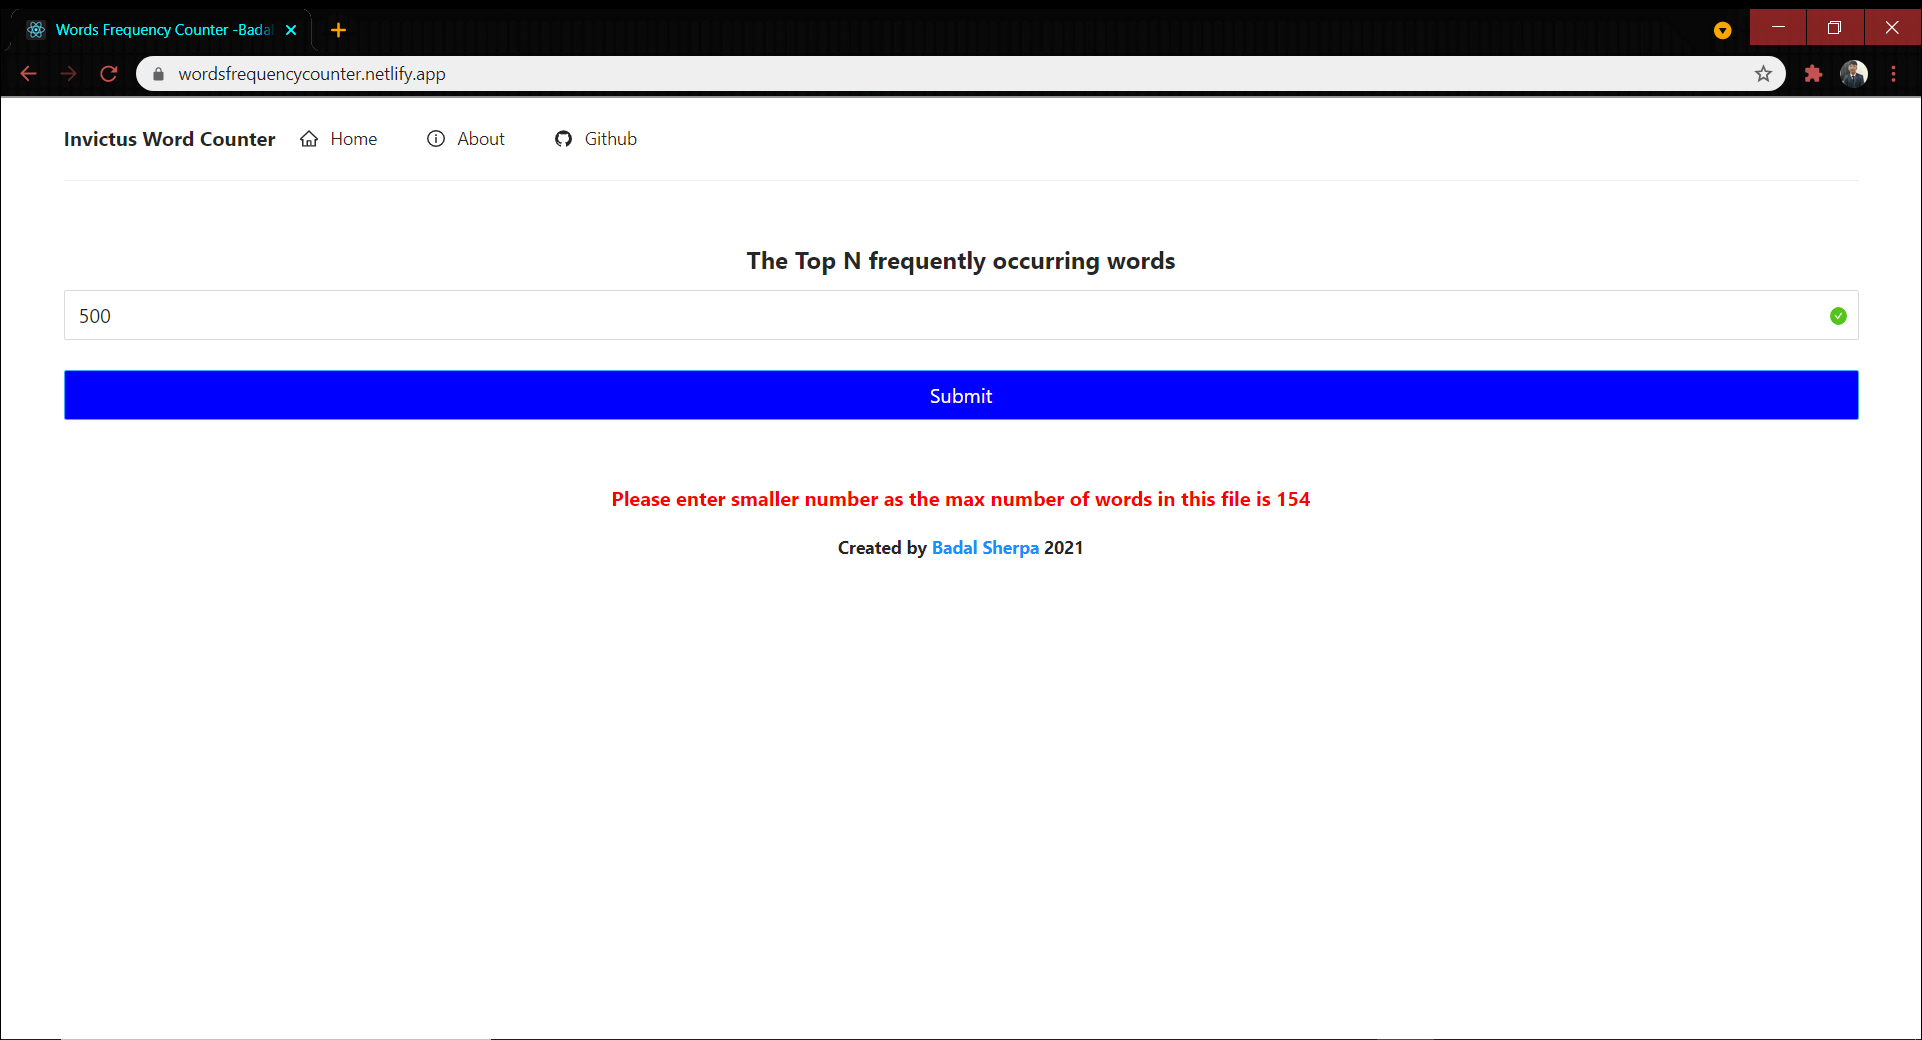 Words Frequency Counter -Badal
wordsfrequencycounter.netlify.app
Invictus Word Counter Home About Github
The Top N frequently occurring words
500
Submit
Please enter smaller number as the max number of words in this file is 154
Created by Badal Sherpa 2021